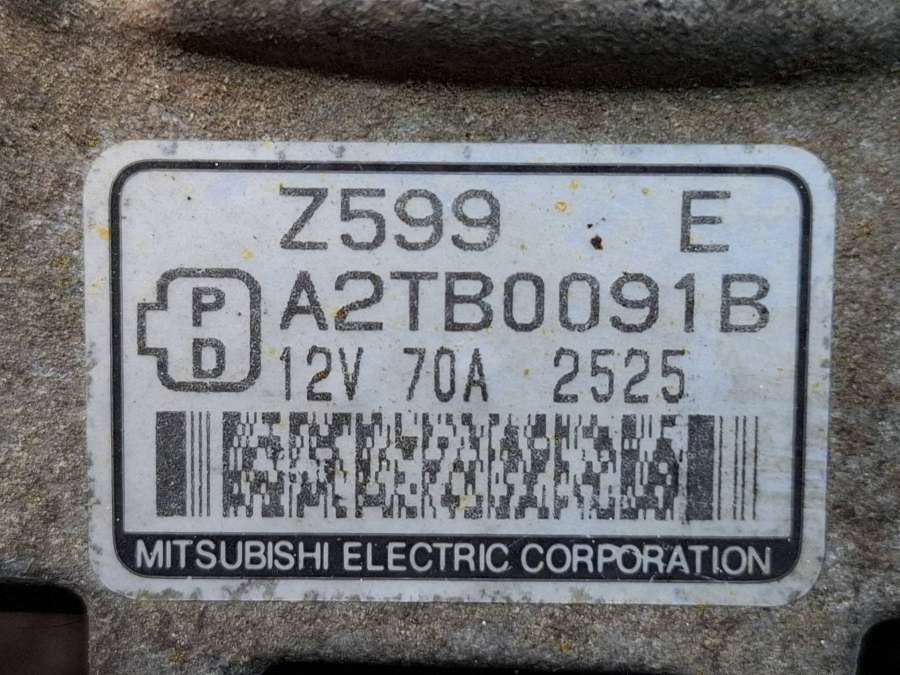 Z599 E
PD A2TB0091B
12V 70A 2525
MITSUBISHI ELECTRIC CORPORATION